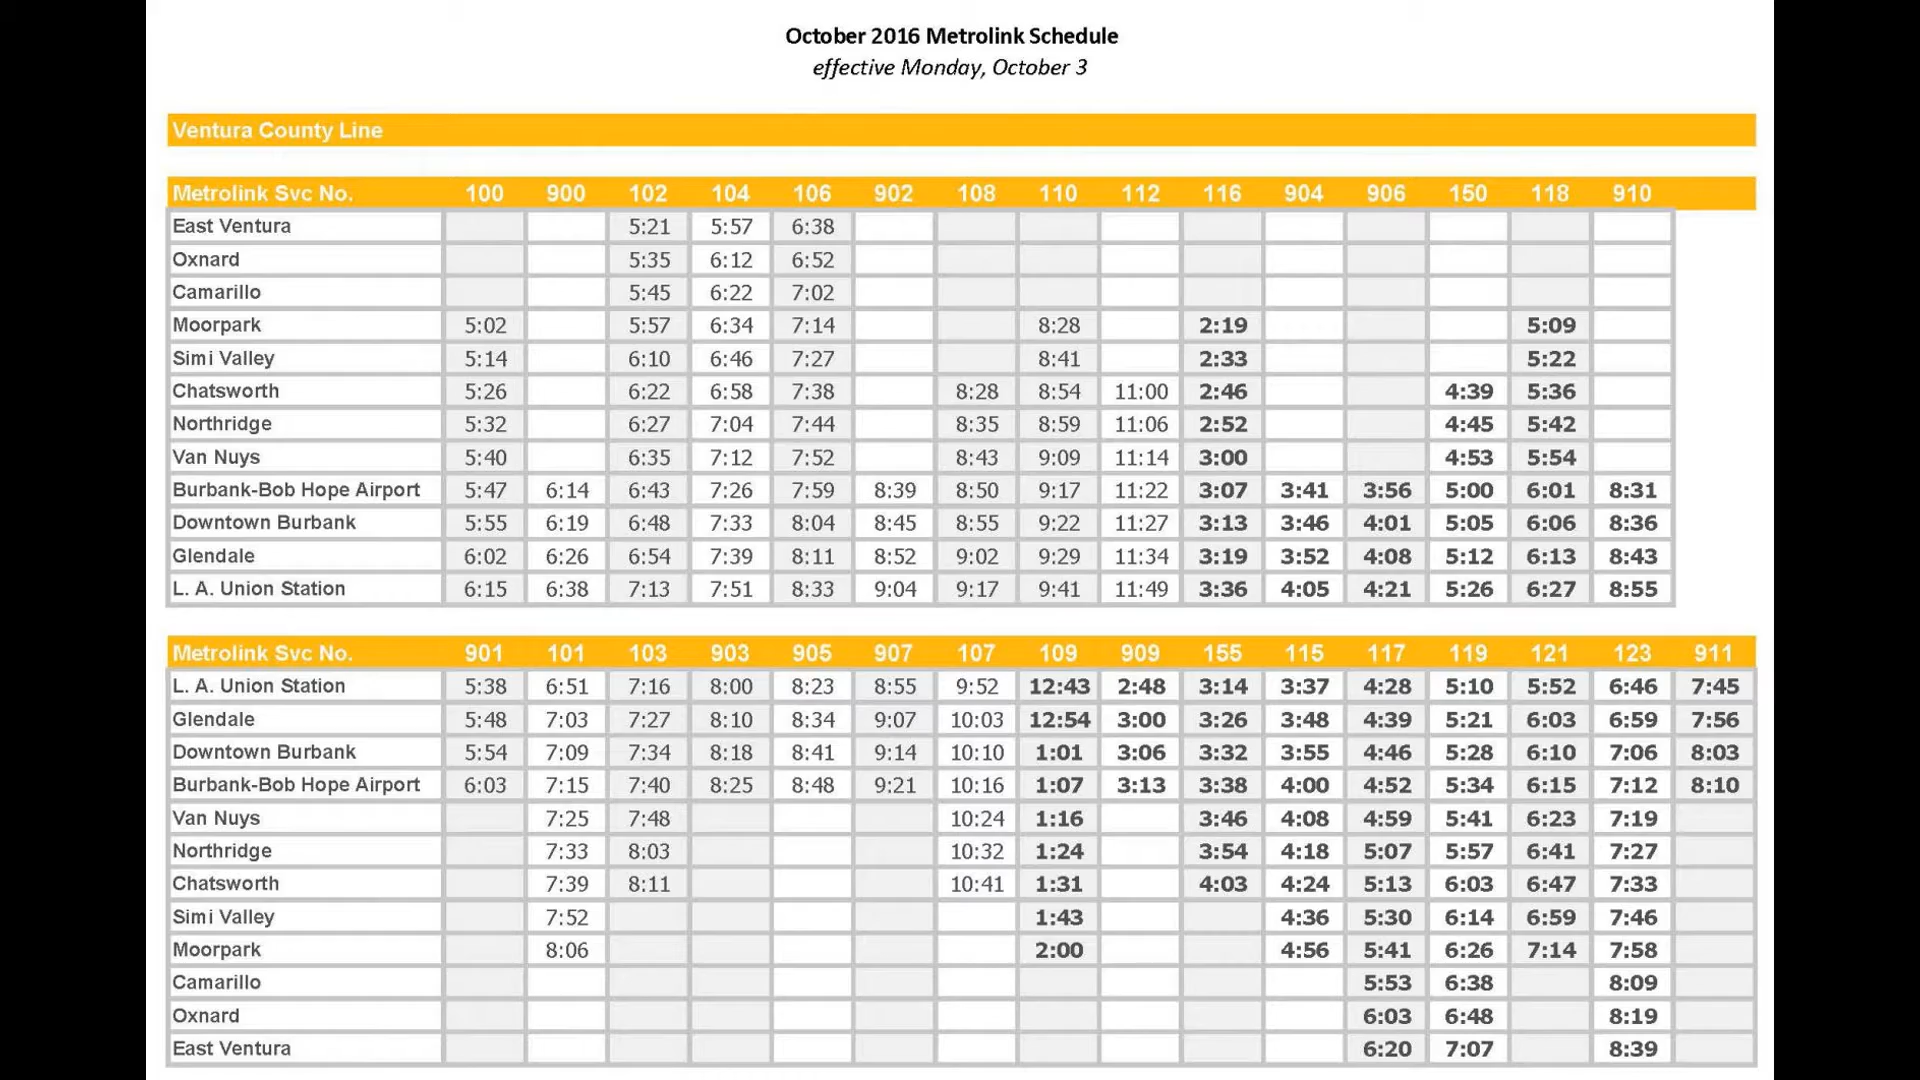 October 2016 Metrolink Schedule
effective Monday, October 3
Ventura County Line
Metrolink Svc No. 100 900 102 104 106 902 108 110 112 116 904 906 150 118 910
East Ventura 5:21 5:57 6:38
Oxnard 5:35 6:12 6:52
Camarillo 5:45 6:22 7:02
Moorpark 5:02 5:57 6:34 7:14 8:28 2:19 5:09
Simi Valley 5:14 6:10 6:46 7:27 8:41 2:33 5:22
Chatsworth 5:26 6:22 6:58 7:38 8:28 8:54 11:00 2:46 4:39 5:36
Northridge 5:32 6:27 7:04 7:44 8:35 8:59 11:06 2:52 4:45 5:42
Van Nuys 5:40 6:35 7:12 7:52 8:43 9:09 11:14 3:00 4:53 5:54
Burbank-Bob Hope Airport 5:47 6:14 6:43 7:26 7:59 8:39 8:50 9:17 11:22 3:07 3:41 3:56 5:00 6:01 8:31
Downtown Burbank 5:55 6:19 6:48 7:33 8:04 8:45 8:55 9:22 11:27 3:13 3:46 4:01 5:05 6:06 8:36
Glendale 6:02 6:26 6:54 7:39 8:11 8:52 9:02 9:29 11:34 3:19 3:52 4:08 5:12 6:13 8:43
L. A. Union Station 6:15 6:38 7:13 7:51 8:33 9:04 9:17 9:41 11:49 3:36 4:05 4:21 5:26 6:27 8:55
Metrolink Svc No. 901 101 103 903 905 907 107 109 909 155 115 117 119 121 123 911
L. A. Union Station 5:38 6:51 7:16 8:00 8:23 8:55 9:52 12:43 2:48 3:14 3:37 4:28 5:10 5:52 6:46 7:45
Glendale 5:48 7:03 7:27 8:10 8:34 9:07 10:03 12:54 3:00 3:26 3:48 4:39 5:21 6:03 6:59 7:56
Downtown Burbank 5:54 7:09 7:34 8:18 8:41 9:14 10:10 1:01 3:06 3:32 3:55 4:46 5:28 6:10 7:06 8:03
Burbank-Bob Hope Airport 6:03 7:15 7:40 8:25 8:48 9:21 10:16 1:07 3:13 3:38 4:00 4:52 5:34 6:15 7:12 8:10
Van Nuys 7:25 7:48 10:24 1:16 3:46 4:08 4:59 5:41 6:23 7:19
Northridge 7:33 8:03 10:32 1:24 3:54 4:18 5:07 5:57 6:41 7:27
Chatsworth 7:39 8:11 10:41 1:31 4:03 4:24 5:13 6:03 6:47 7:33
Simi Valley 7:52 1:43 4:36 5:30 6:14 6:59 7:46
Moorpark 8:06 2:00 4:56 5:41 6:26 7:14 7:58
Camarillo 5:53 6:38 8:09
Oxnard 6:03 6:48 8:19
East Ventura 6:20 7:07 8:39